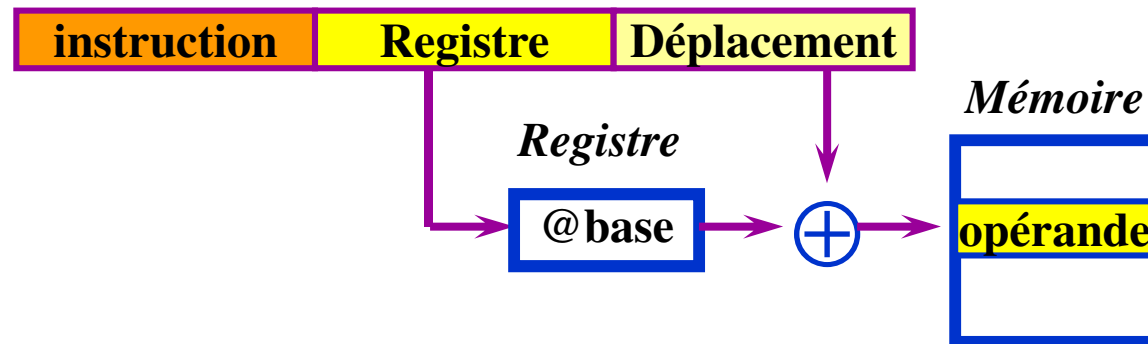 instruction Registre Déplacement
Mémoire
Registre
@base
opérande